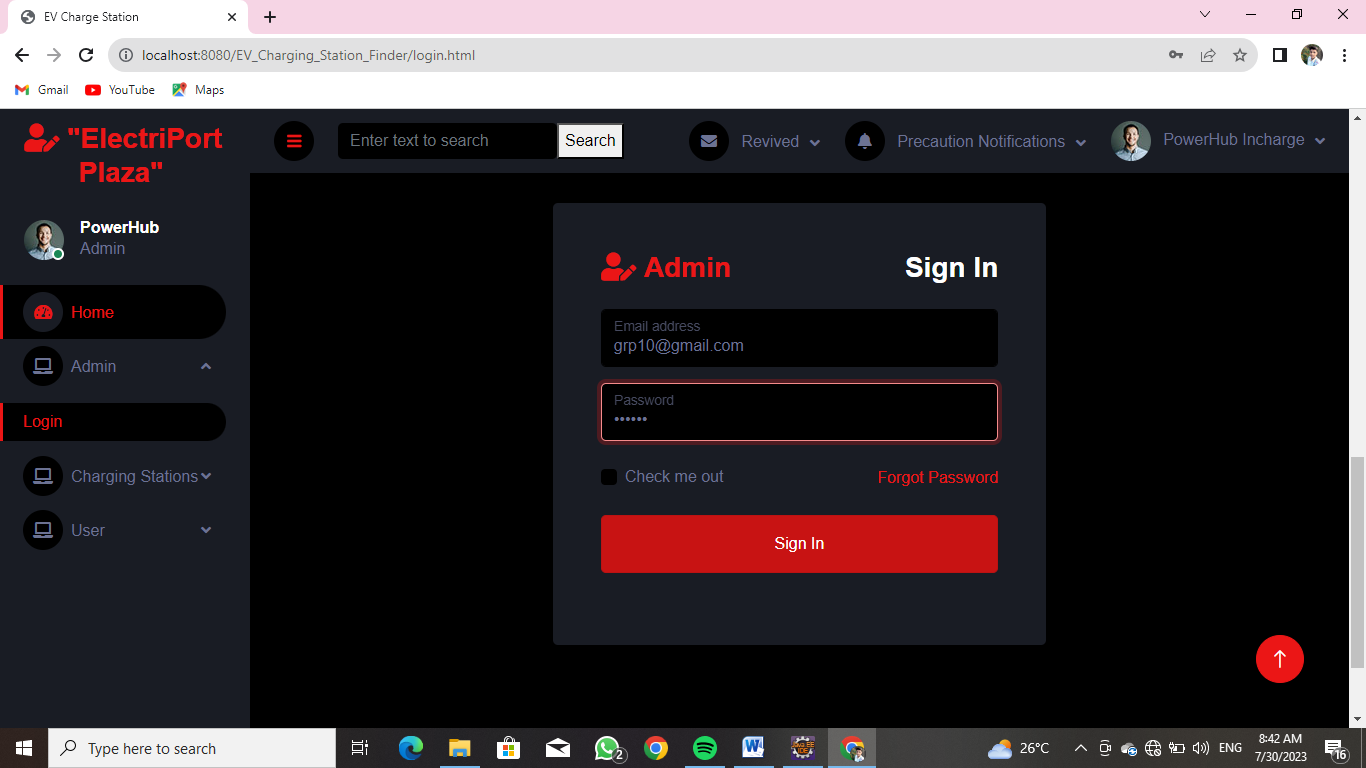 EV Charge Station
localhost:8080/EV_Charging_Station_Finder/login.html
Gmail
YouTube
Maps
"ElectriPort
Plaza"
Enter text to search
Search
Revived
Precaution Notifications
PowerHub Incharge
PowerHub
Admin
Home
Admin
Login
Charging Stations
User
Admin
Sign In
Email address
grp10@gmail.com
Password
••••••
Check me out
Forgot Password
Sign In
Type here to search
2
W
26°C
ENG
8:42 AM
7/30/2023
16